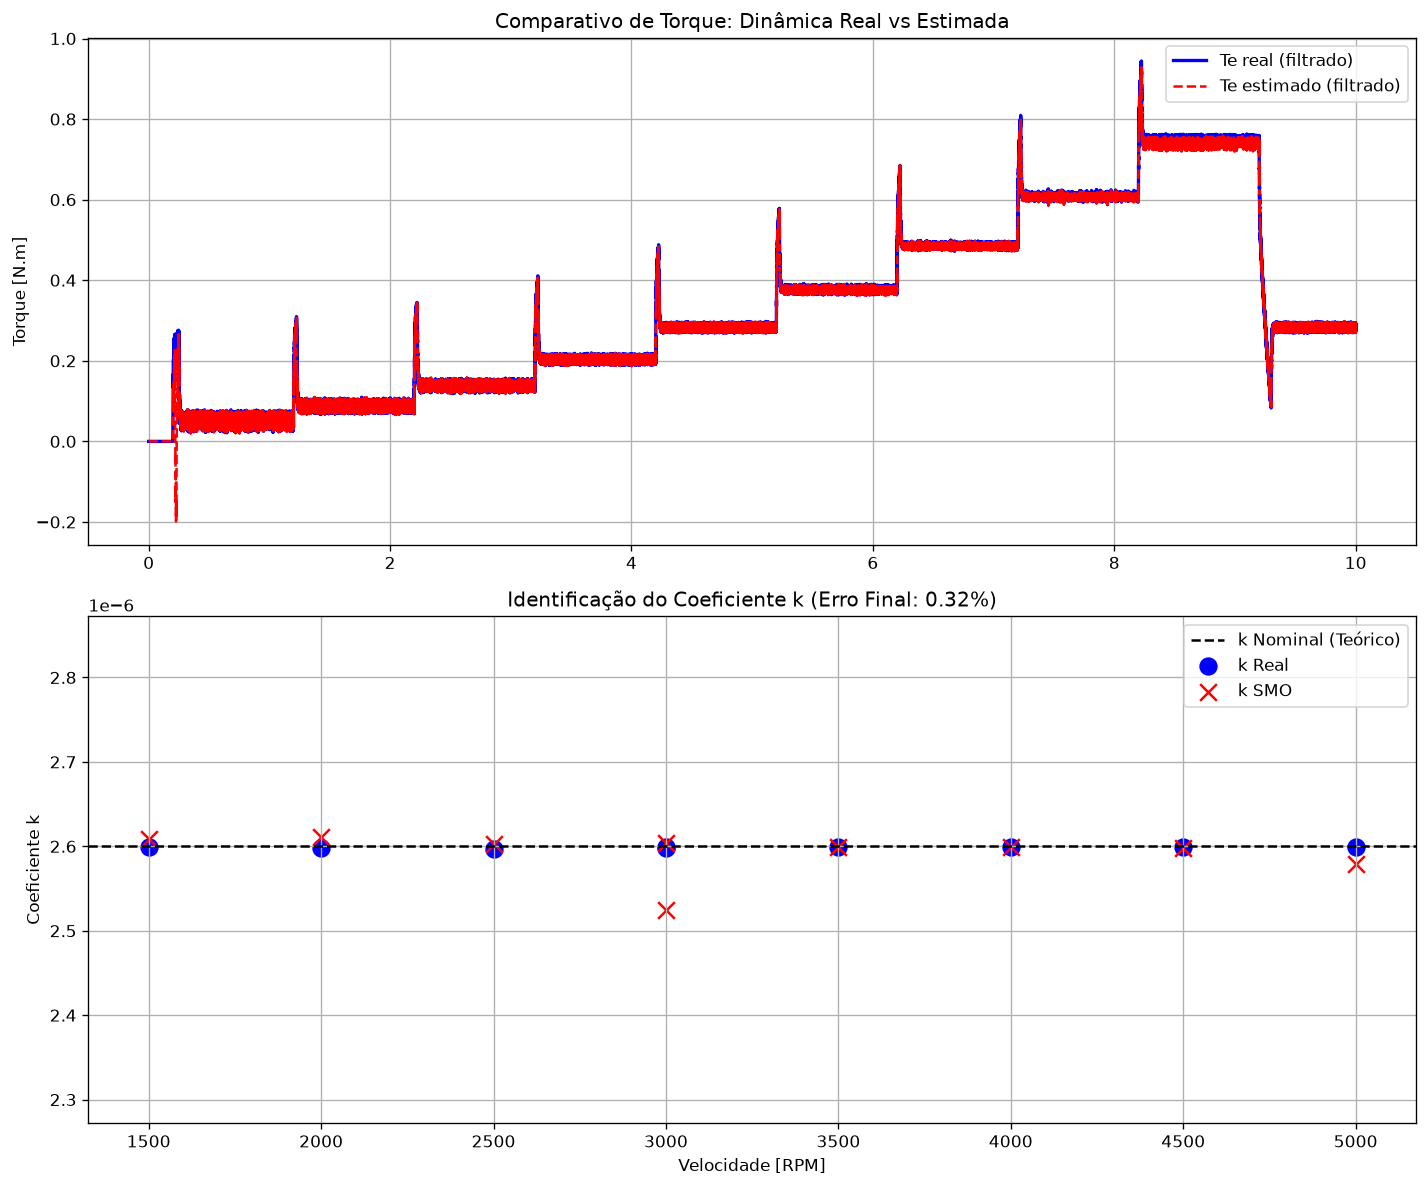 Comparativo de Torque: Dinâmica Real vs Estimada
Te real (filtrado)
Te estimado (filtrado)
Torque [N.m]
1.0
0.8
0.6
0.4
0.2
0.0
−0.2
0 2 4 6 8 10
Identificação do Coeficiente k (Erro Final: 0.32%)
1e−6
k Nominal (Teórico)
k Real
k SMO
Coeficiente k
2.8
2.7
2.6
2.5
2.4
2.3
1500 2000 2500 3000 3500 4000 4500 5000
Velocidade [RPM]